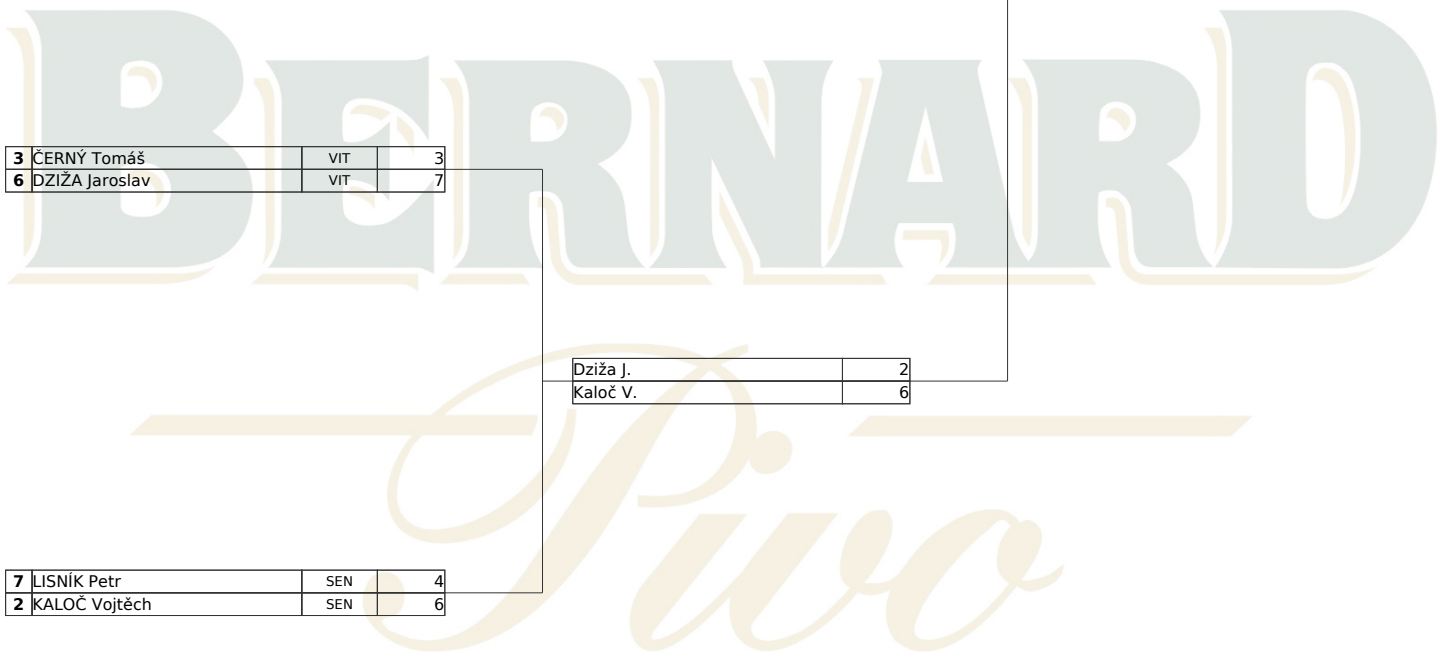 BERNARD
3 ČERNÝ Tomáš VIT 3
6 DZIŽA Jaroslav VIT 7
Dziža J. 2
Kaloč V. 6
Pivo
7 LISNÍK Petr SEN 4
2 KALOČ Vojtěch SEN 6